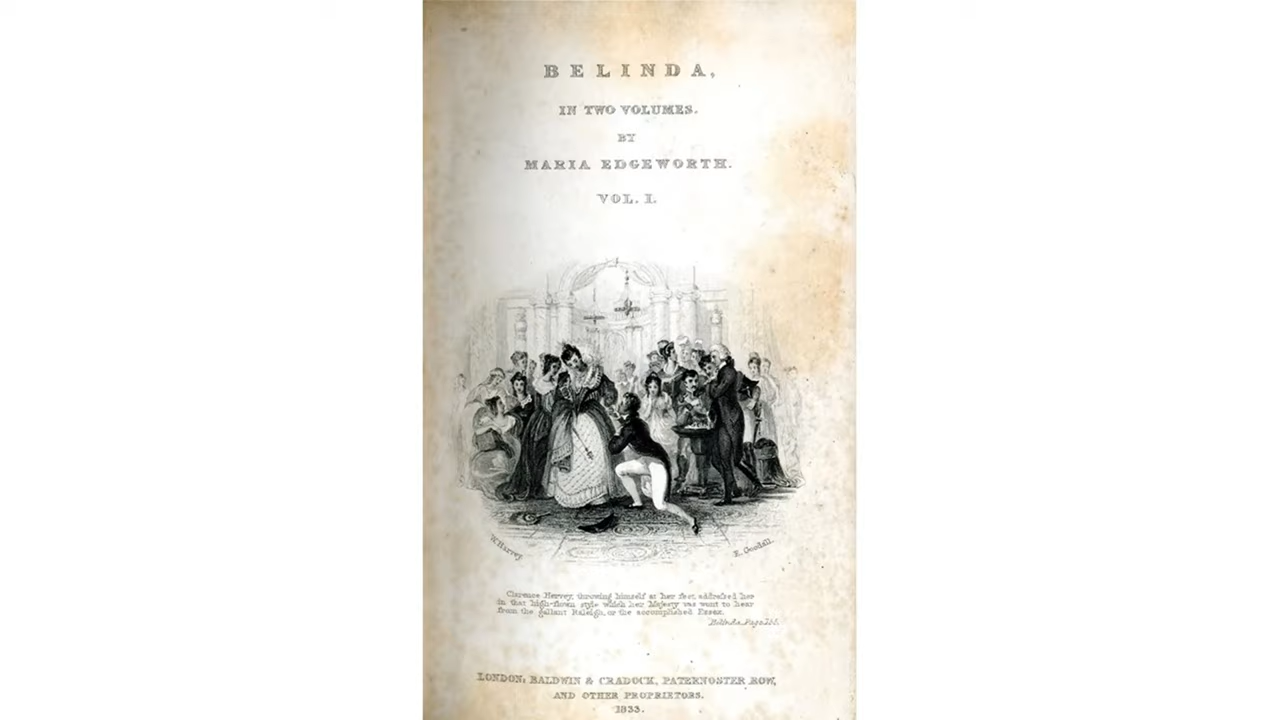 BELINDA,
IN TWO VOLUMES.
BY
MARIA EDGEWORTH.
VOL. I.
W. Harvey.
E. Goodall.
Clarence Hervey, throwing himself at her feet, addressed her
in that high-flown style which her Majesty was wont to hear
from the gallant Raleigh, or the accomplished Essex.
Belinda, Page
LONDON; BALDWIN & CRADOCK, PATERNOSTER ROW,
AND OTHER PROPRIETORS.
1833.